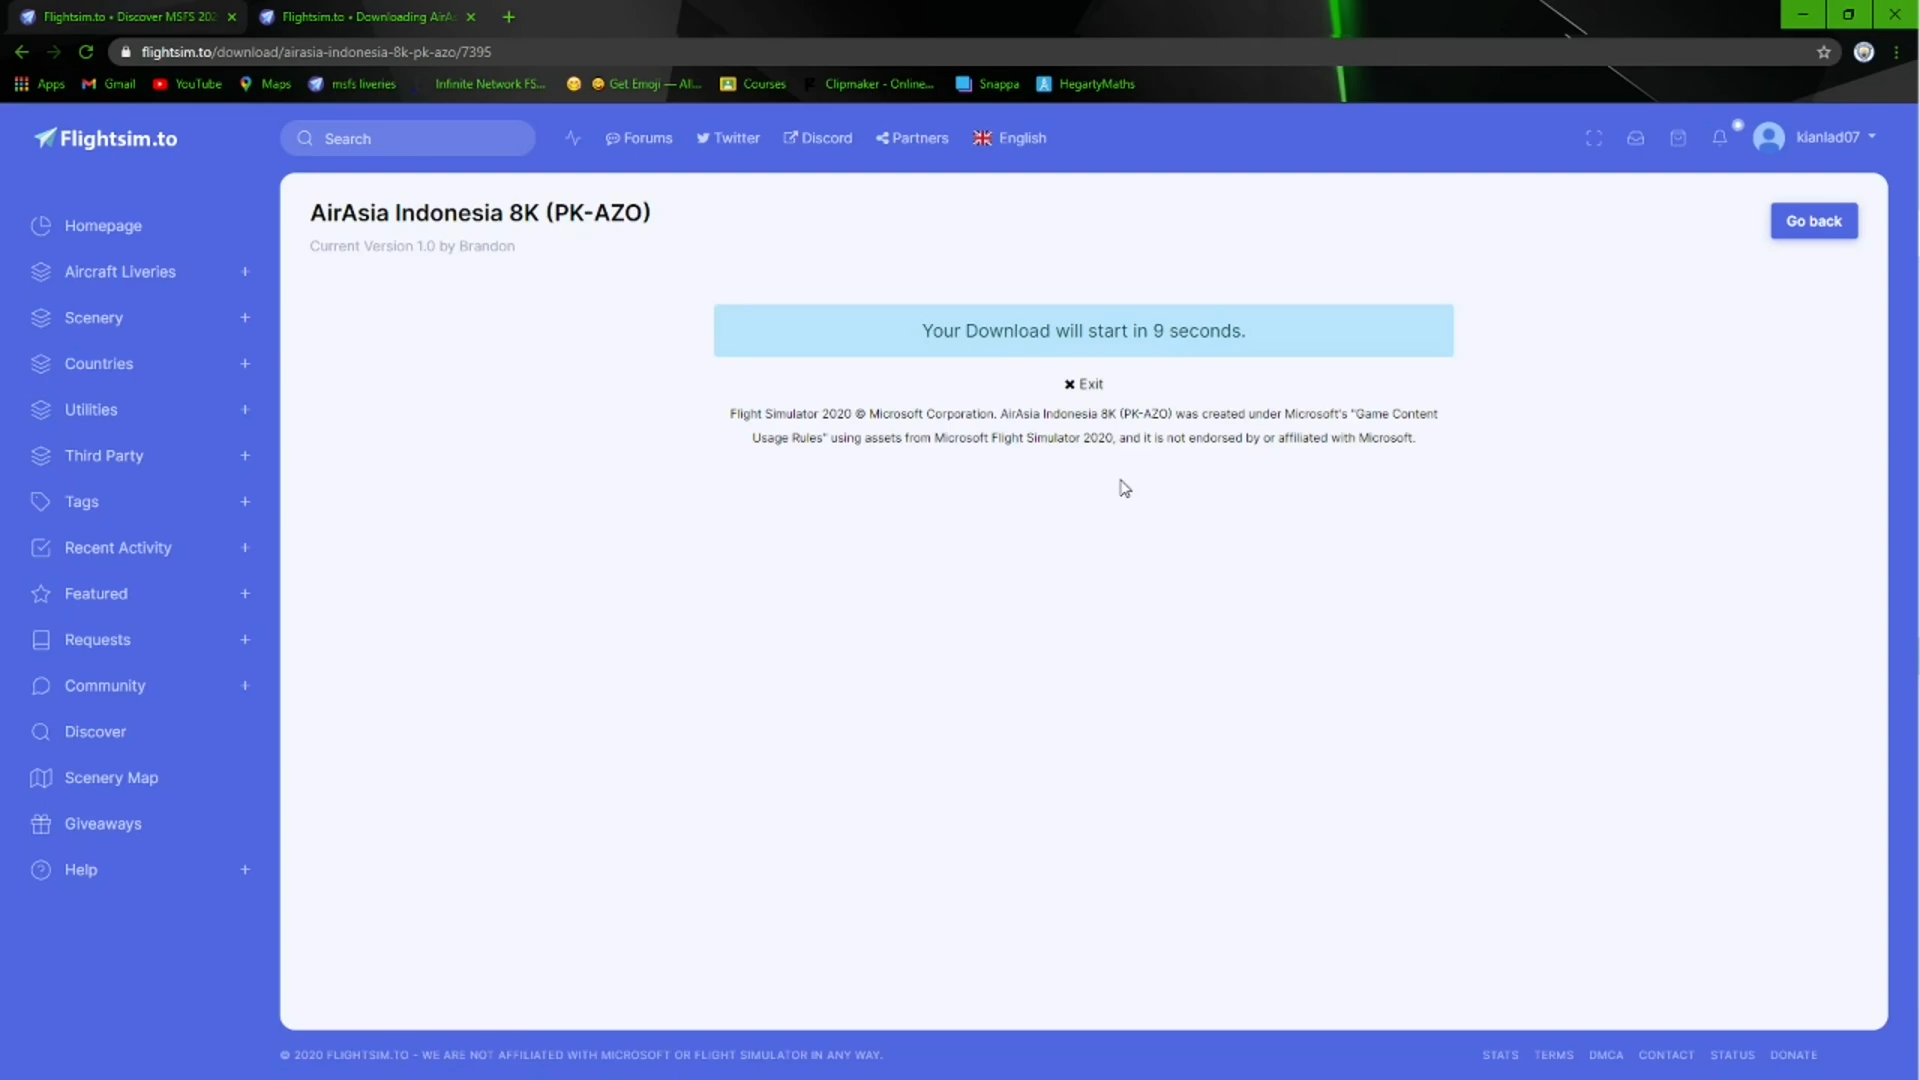 Flightsim.to • Discover MSFS 202
Flightsim.to • Downloading AirAs
flightsim.to/download/airasia-indonesia-8k-pk-azo/7395
Apps
Gmail
YouTube
Maps
msfs liveries
Infinite Network FS...
Get Emoji — All...
Courses
Clipmaker - Online...
Snappa
HegartyMaths
Flightsim.to
Search
Forums
Twitter
Discord
Partners
English
kianlad07
Homepage
Aircraft Liveries +
Scenery +
Countries +
Utilities +
Third Party +
Tags +
Recent Activity +
Featured +
Requests +
Community +
Discover
Scenery Map
Giveaways
Help +
AirAsia Indonesia 8K (PK-AZO)
Current Version 1.0 by Brandon
Go back
Your Download will start in 9 seconds.
✖ Exit
Flight Simulator 2020 © Microsoft Corporation. AirAsia Indonesia 8K (PK-AZO) was created under Microsoft's "Game Content
Usage Rules" using assets from Microsoft Flight Simulator 2020, and it is not endorsed by or affiliated with Microsoft.
© 2020 FLIGHTSIM.TO - WE ARE NOT AFFILIATED WITH MICROSOFT OR FLIGHT SIMULATOR IN ANY WAY.
STATS
TERMS
DMCA
CONTACT
STATUS
DONATE